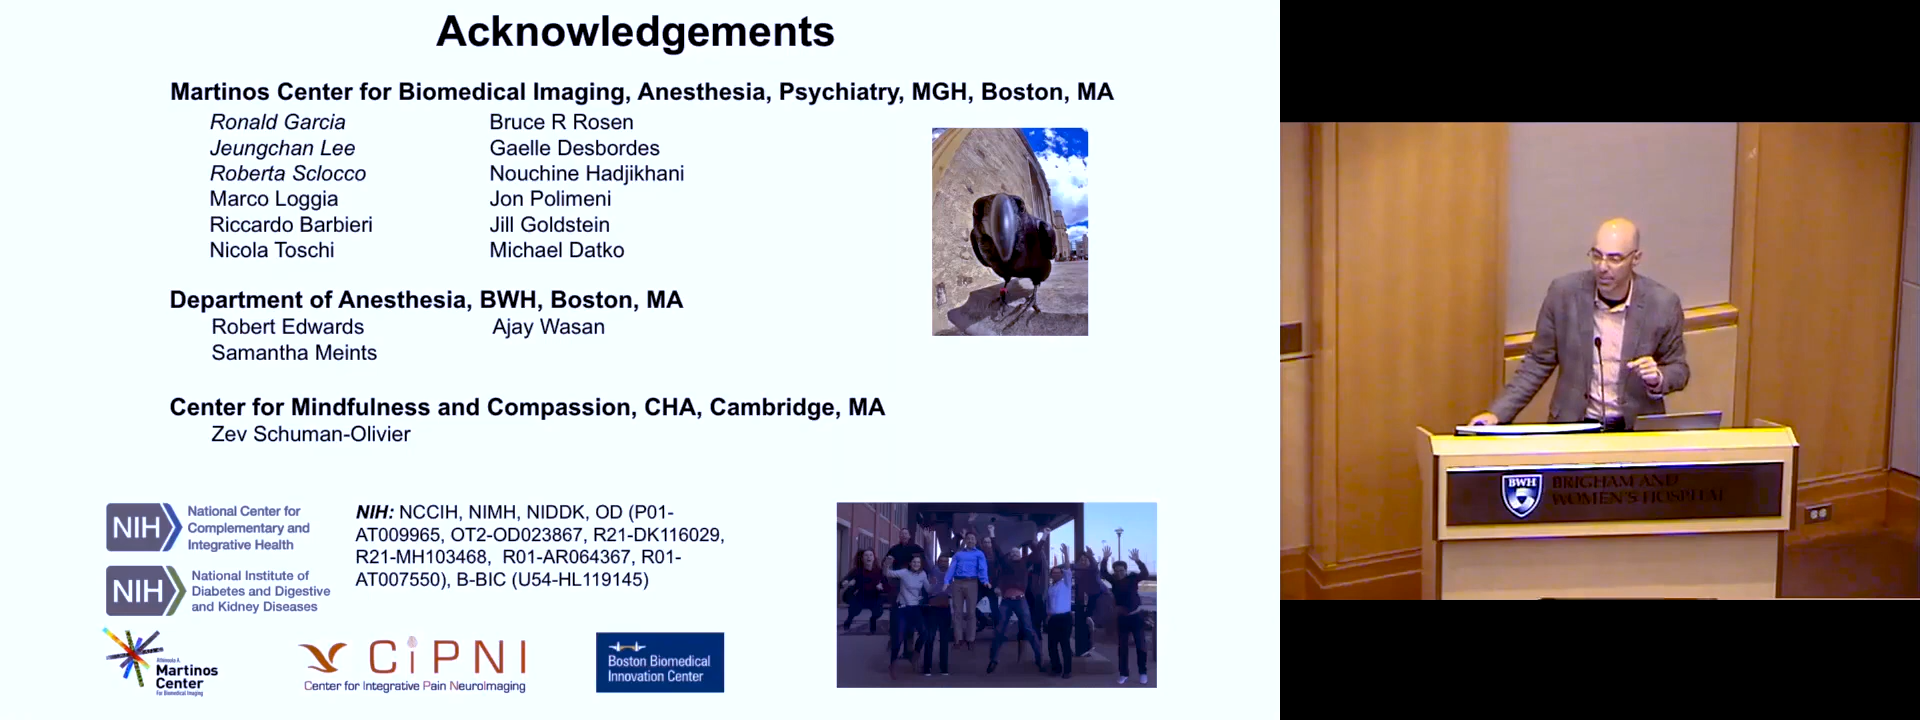 Acknowledgements
Martinos Center for Biomedical Imaging, Anesthesia, Psychiatry, MGH, Boston, MA
Ronald Garcia
Jeungchan Lee
Roberta Sclocco
Marco Loggia
Riccardo Barbieri
Nicola Toschi
Bruce R Rosen
Gaelle Desbordes
Nouchine Hadjikhani
Jon Polimeni
Jill Goldstein
Michael Datko
Department of Anesthesia, BWH, Boston, MA
Robert Edwards
Samantha Meints
Ajay Wasan
Center for Mindfulness and Compassion, CHA, Cambridge, MA
Zev Schuman-Olivier
NIH
National Center for
Complementary and
Integrative Health
NIH
National Institute of
Diabetes and Digestive
and Kidney Diseases
NIH: NCCIH, NIMH, NIDDK, OD (P01-
AT009965, OT2-OD023867, R21-DK116029,
R21-MH103468, R01-AR064367, R01-
AT007550), B-BIC (U54-HL119145)
Athinoula A.
Martinos
Center
For Biomedical Imaging
CiPNI
Center for Integrative Pain NeuroImaging
Boston Biomedical
Innovation Center
BWH
BRIGHAM AND
WOMEN'S HOSPITAL